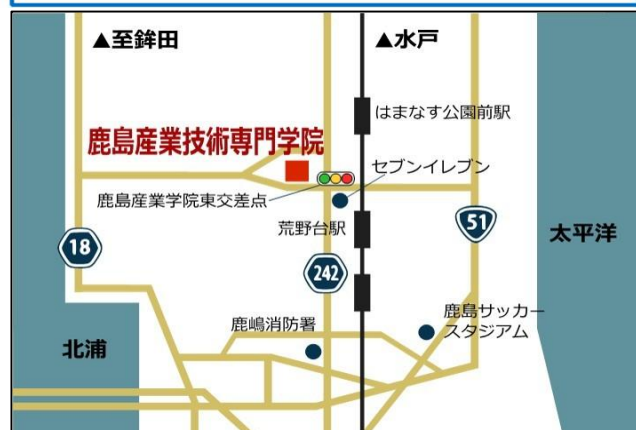 ▲至鉾田
▲水戸
はまなす公園前駅
鹿島産業技術専門学院
セブンイレブン
鹿島産業学院東交差点
荒野台駅
51
太平洋
18
242
鹿島サッカー
スタジアム
鹿嶋消防署
北浦